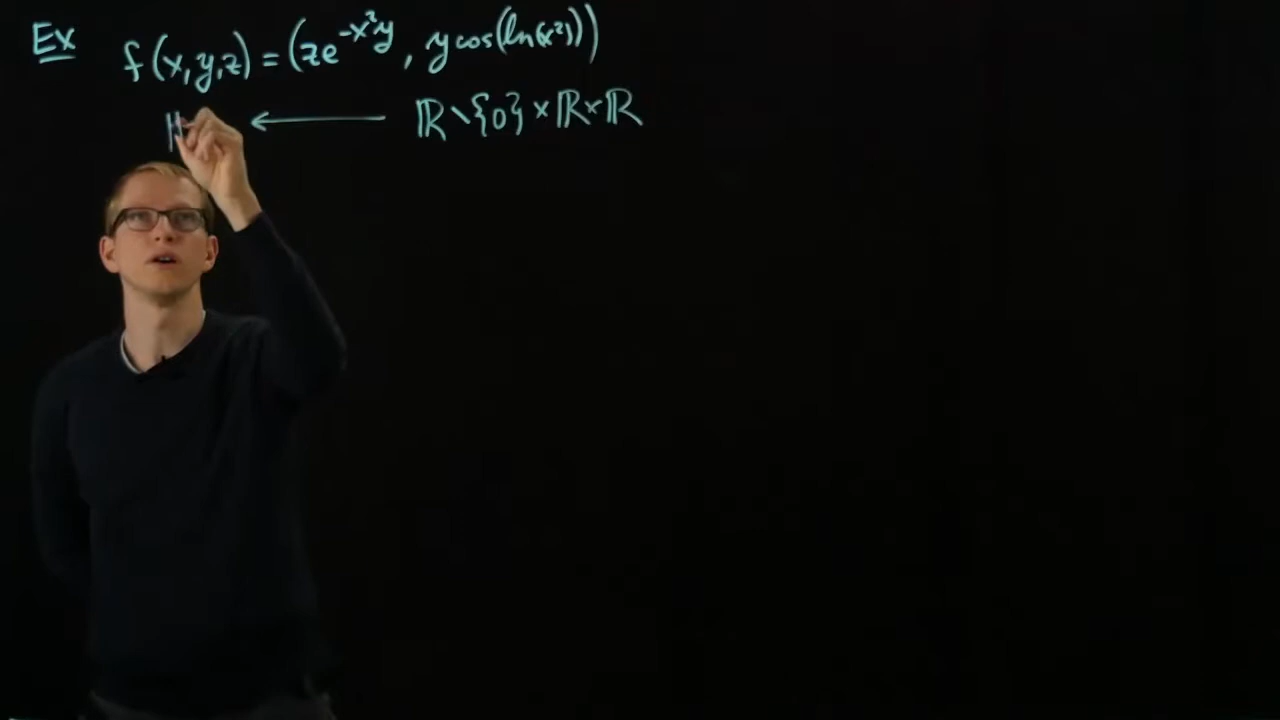 Ex f(x,y,z) = (ze^{-x²y}, y cos(ln(x²)))
← ℝ∖{0}×ℝ×ℝ